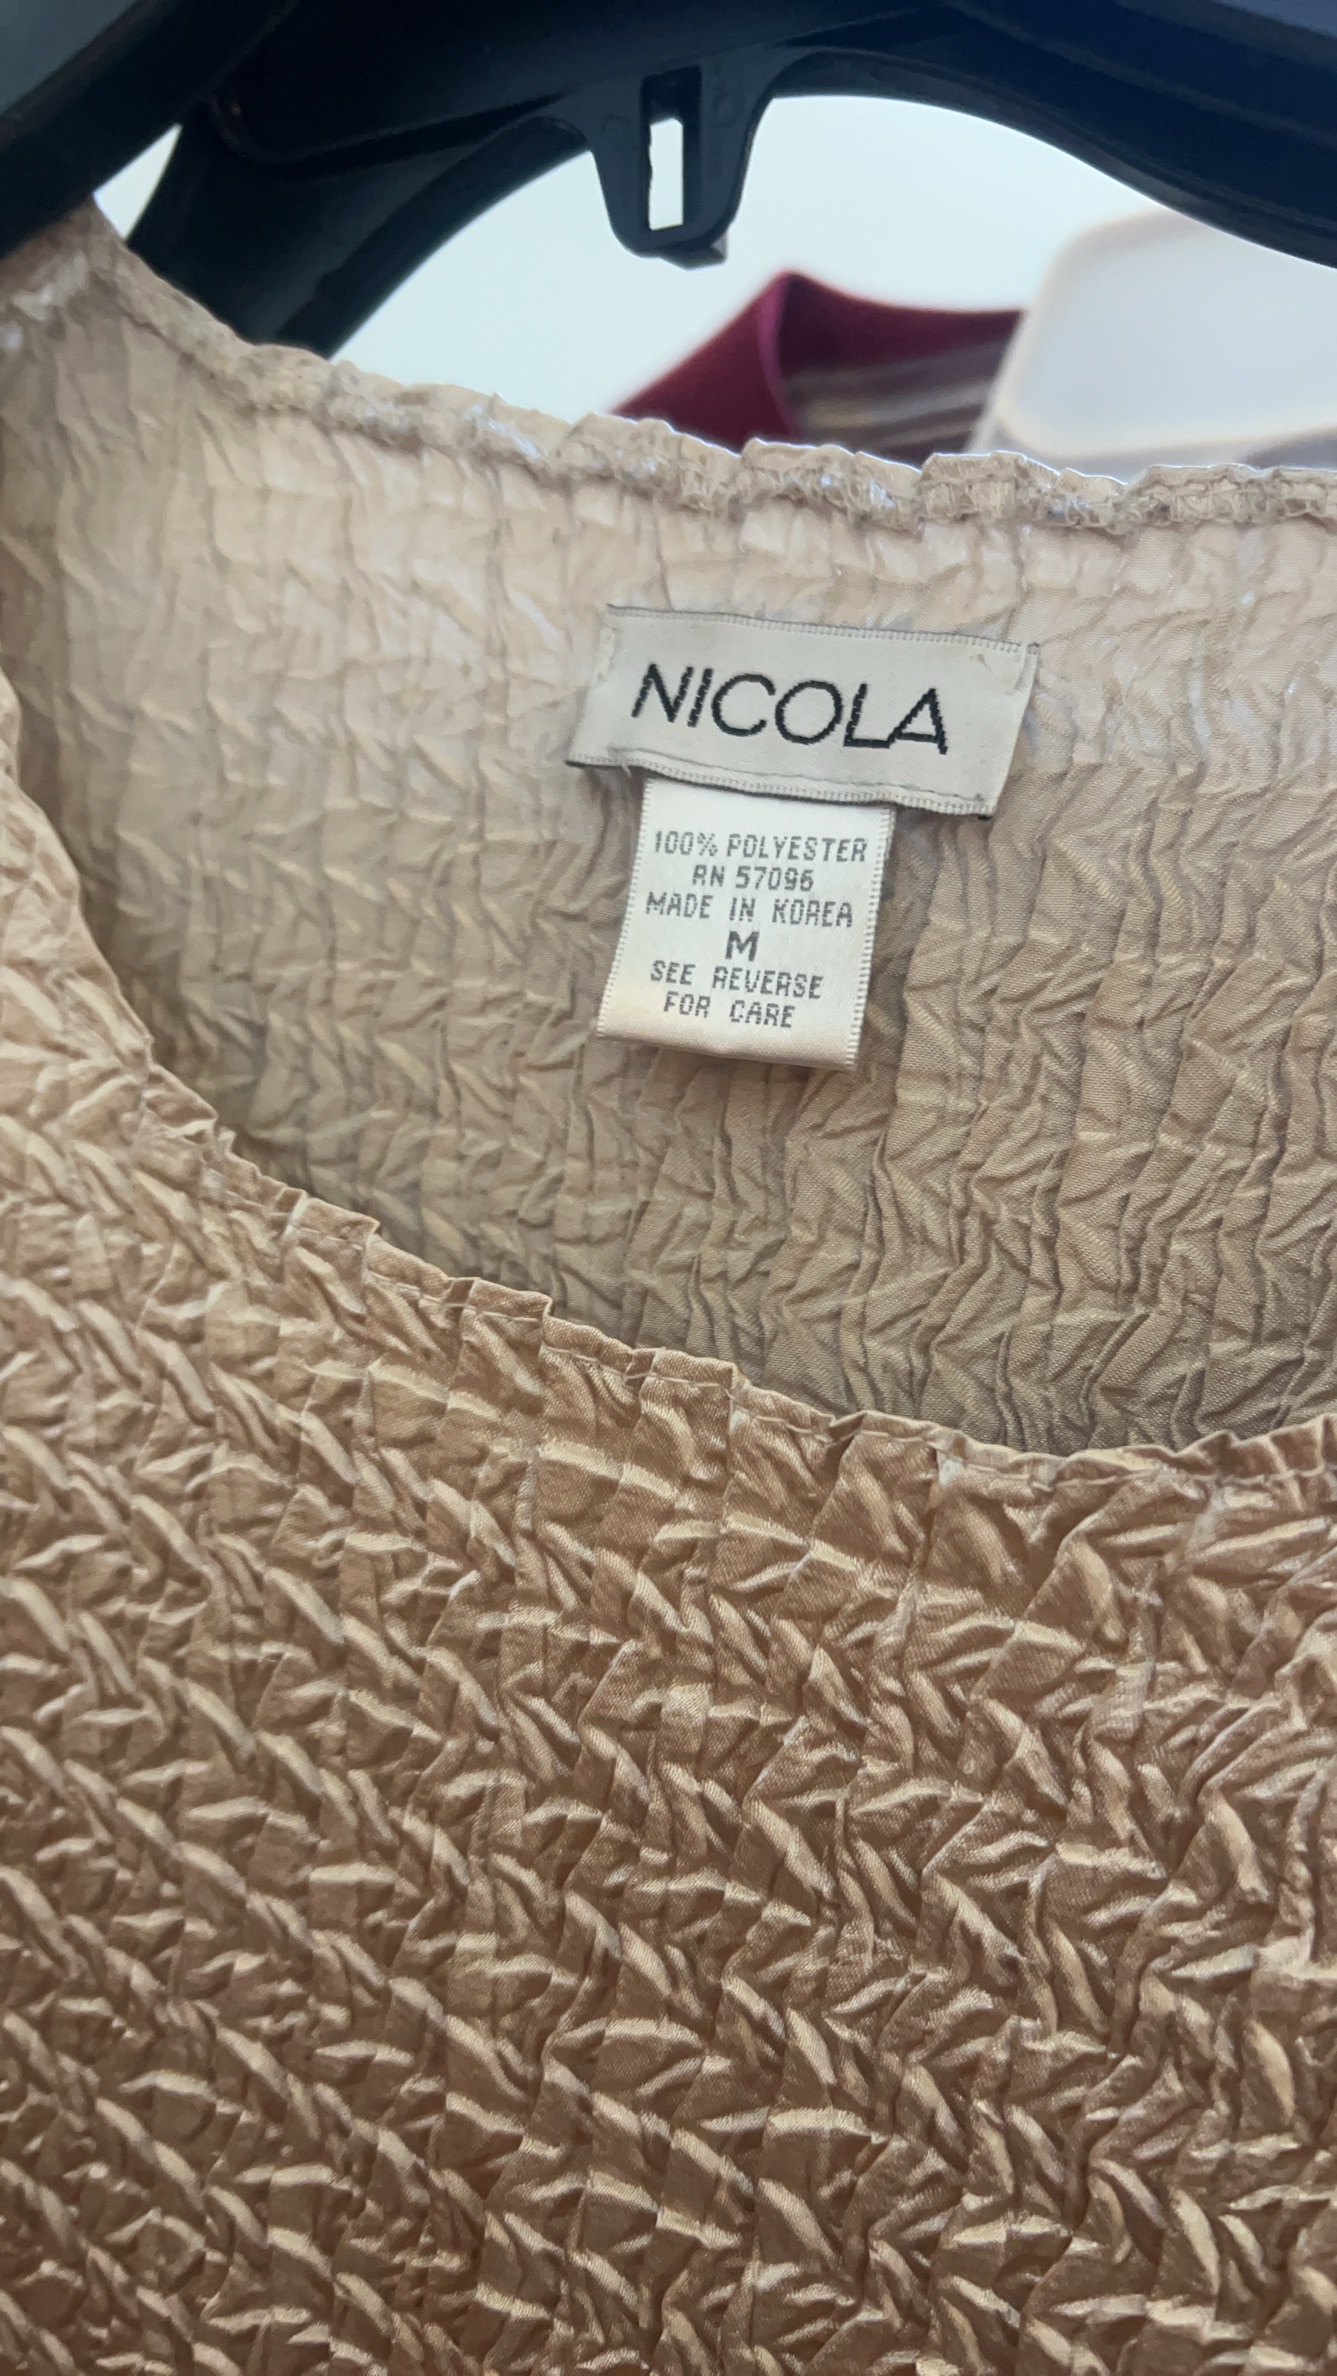 NICOLA
100% POLYESTER
RN 57096
MADE IN KOREA
M
SEE REVERSE
FOR CARE